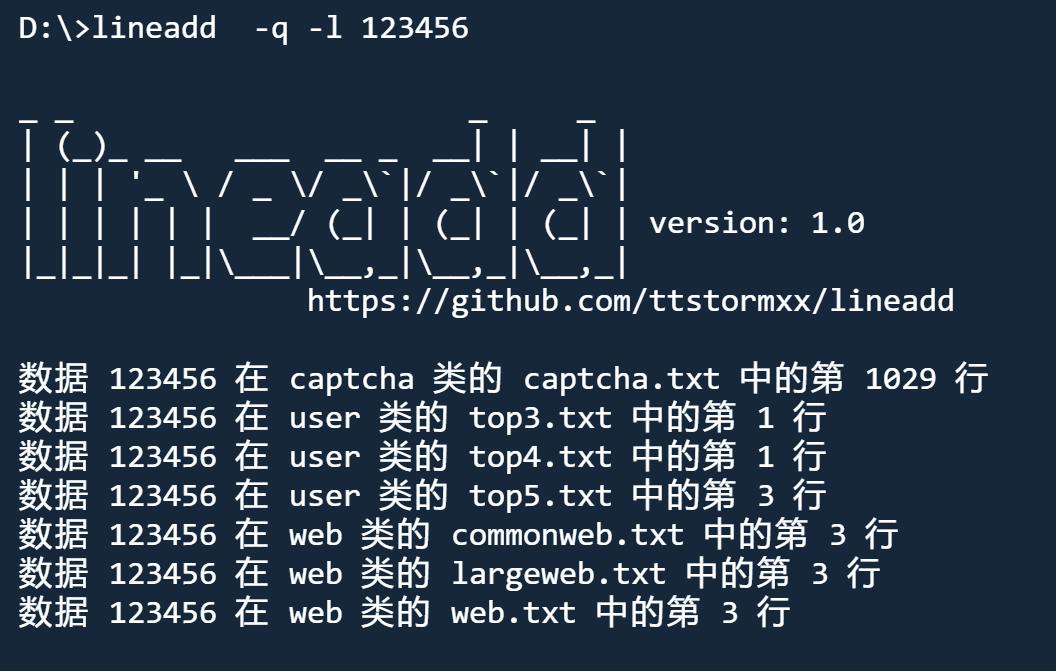 D:\>lineadd  -q -l 123456
_ _                      _     _
| (_)_ __   ___  __ _  __| | __| |
| | | '_ \ / _ \/ _\`|/ _\`|/ _\`|
| | | | | |  __/ (_| | (_| | (_| | version: 1.0
|_|_|_| |_|\___|\__,_|\__,_|\__,_|
                https://github.com/ttstormxx/lineadd
数据 123456 在 captcha 类的 captcha.txt 中的第 1029 行
数据 123456 在 user 类的 top3.txt 中的第 1 行
数据 123456 在 user 类的 top4.txt 中的第 1 行
数据 123456 在 user 类的 top5.txt 中的第 3 行
数据 123456 在 web 类的 commonweb.txt 中的第 3 行
数据 123456 在 web 类的 largeweb.txt 中的第 3 行
数据 123456 在 web 类的 web.txt 中的第 3 行